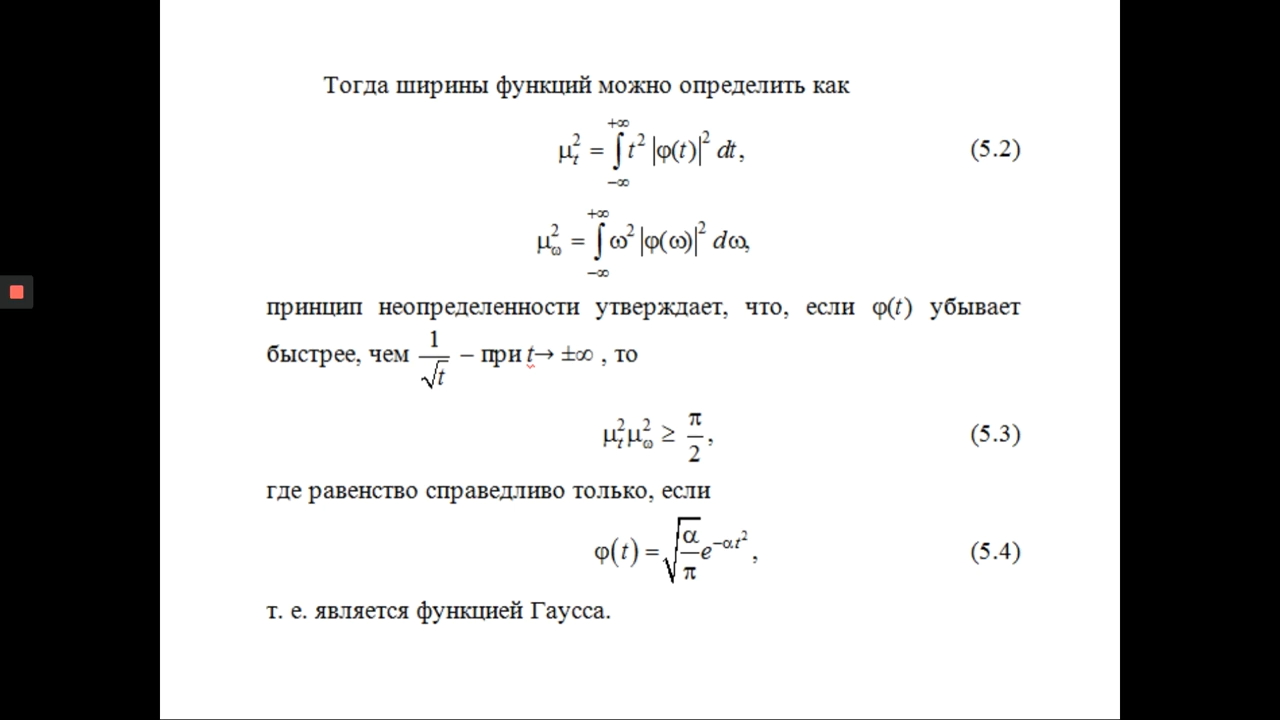 Тогда ширины функций можно определить как
μ_t^2 = ∫_{−∞}^{+∞} t^2 |φ(t)|^2 dt, (5.2)
μ_ω^2 = ∫_{−∞}^{+∞} ω^2 |φ(ω)|^2 dω,
принцип неопределенности утверждает, что, если φ(t) убывает
быстрее, чем 1/√t – при t→ ±∞ , то
μ_t^2 μ_ω^2 ≥ π/2, (5.3)
где равенство справедливо только, если
φ(t) = √(α/π) e^{−αt^2}, (5.4)
т. е. является функцией Гаусса.